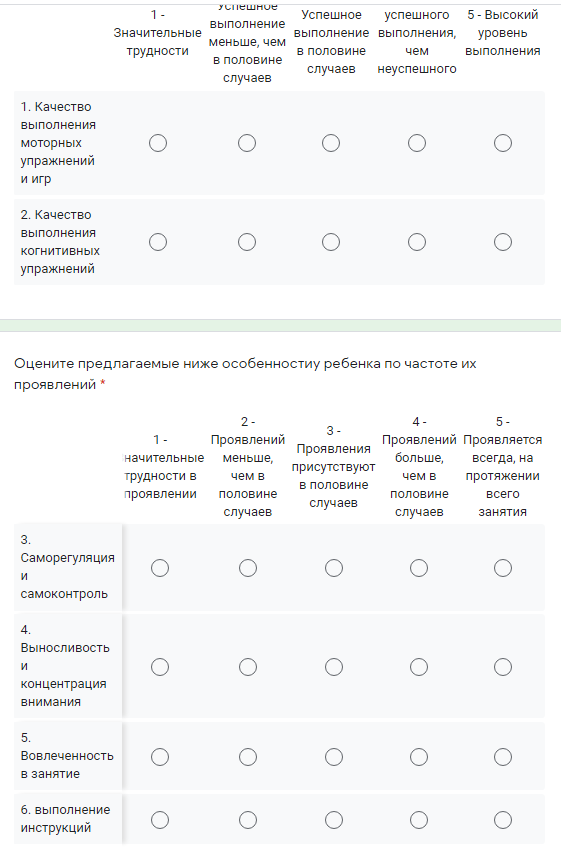 1 -
Значительные
трудности
Успешное
выполнение
меньше, чем
в половине
случаев
Успешное
выполнение
в половине
случаев
успешного
выполнения,
чем
неуспешного
5 - Высокий
уровень
выполнения
1. Качество
выполнения
моторных
упражнений
и игр
2. Качество
выполнения
когнитивных
упражнений
Оцените предлагаемые ниже особенностиу ребенка по частоте их
проявлений *
1 -
начительные
трудности в
проявлении
2 -
Проявлений
меньше,
чем в
половине
случаев
3 -
Проявления
присутствуют
в половине
случаев
4 -
Проявлений
больше,
чем в
половине
случаев
5 -
Проявляется
всегда, на
протяжении
всего
занятия
3.
Саморегуляция
и
самоконтроль
4.
Выносливость
и
концентрация
внимания
5.
Вовлеченность
в занятие
6. выполнение
инструкций